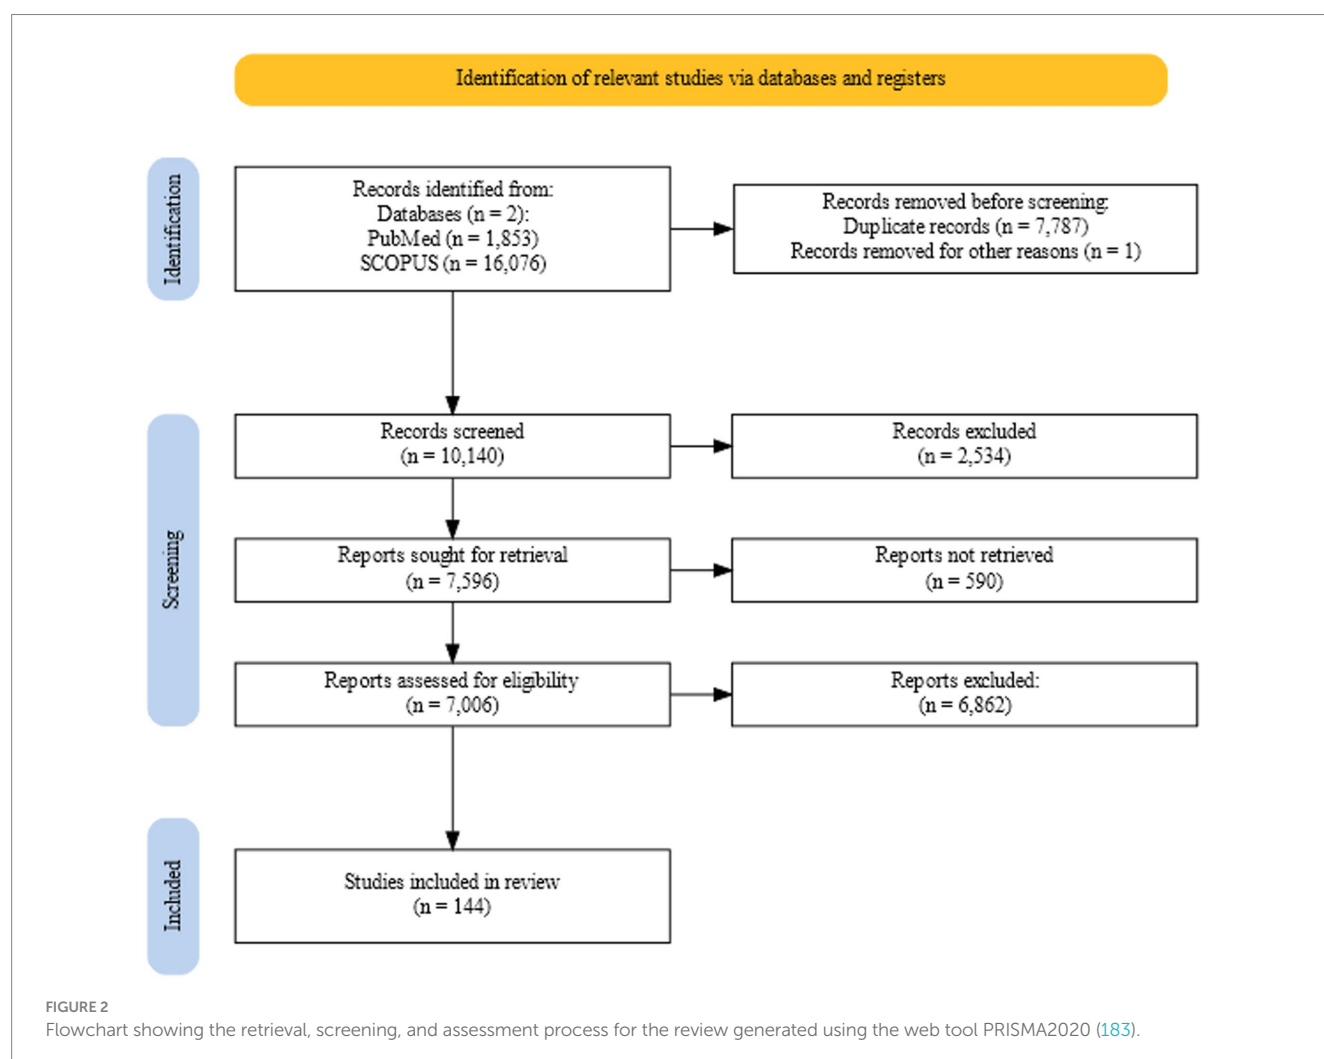 Identification of relevant studies via databases and registers
Identification
Records identified from:
Databases (n = 2):
PubMed (n = 1,853)
SCOPUS (n = 16,076)
Records removed before screening:
Duplicate records (n = 7,787)
Records removed for other reasons (n = 1)
Screening
Records screened
(n = 10,140)
Records excluded
(n = 2,534)
Reports sought for retrieval
(n = 7,596)
Reports not retrieved
(n = 590)
Reports assessed for eligibility
(n = 7,006)
Reports excluded:
(n = 6,862)
Included
Studies included in review
(n = 144)
FIGURE 2
Flowchart showing the retrieval, screening, and assessment process for the review generated using the web tool PRISMA2020 (183).